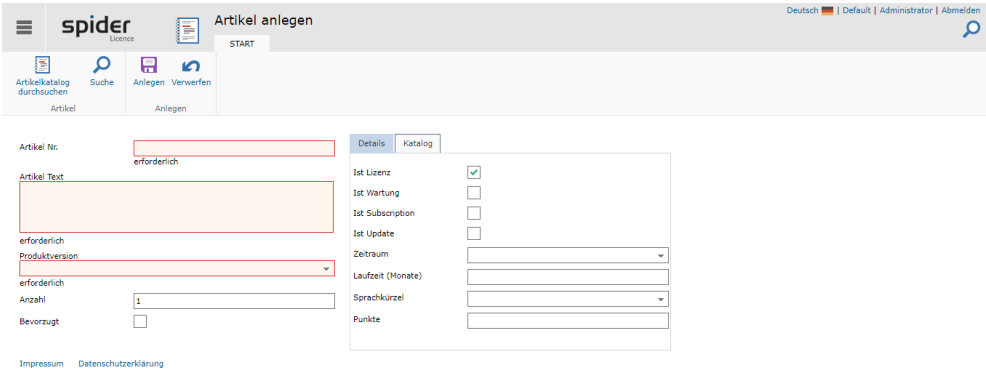 Deutsch | Default | Administrator | Abmelden
spider
Licence
Artikel anlegen
START
Artikelkatalog
durchsuchen
Suche
Anlegen
Verwerfen
Artikel
Anlegen
Artikel Nr.
erforderlich
Artikel Text
erforderlich
Produktversion
erforderlich
Anzahl
1
Bevorzugt
Details
Katalog
Ist Lizenz
Ist Wartung
Ist Subscription
Ist Update
Zeitraum
Laufzeit (Monate)
Sprachkürzel
Punkte
Impressum
Datenschutzerklärung